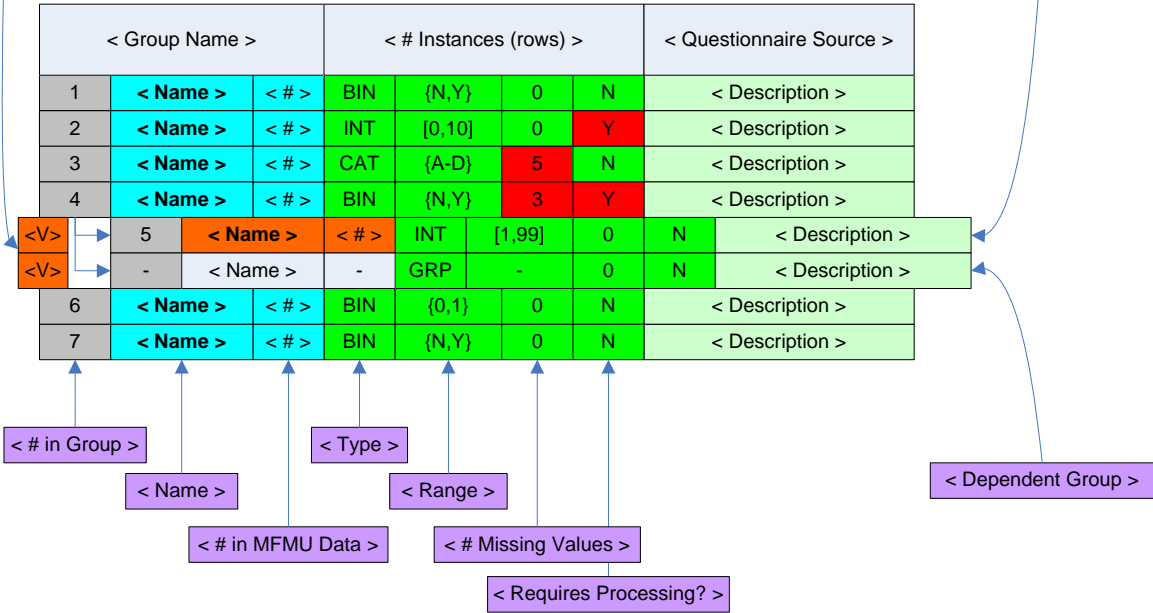 < Group Name > < # Instances (rows) > < Questionnaire Source >
1 < Name > < # > BIN {N,Y} 0 N < Description >
2 < Name > < # > INT [0,10] 0 Y < Description >
3 < Name > < # > CAT {A-D} 5 N < Description >
4 < Name > < # > BIN {N,Y} 3 Y < Description >
<V> 5 < Name > < # > INT [1,99] 0 N < Description >
<V> - < Name > - GRP - 0 N < Description >
6 < Name > < # > BIN {0,1} 0 N < Description >
7 < Name > < # > BIN {N,Y} 0 N < Description >
< # in Group > < Type >
< Name > < Range > < Dependent Group >
< # in MFMU Data > < # Missing Values >
< Requires Processing? >